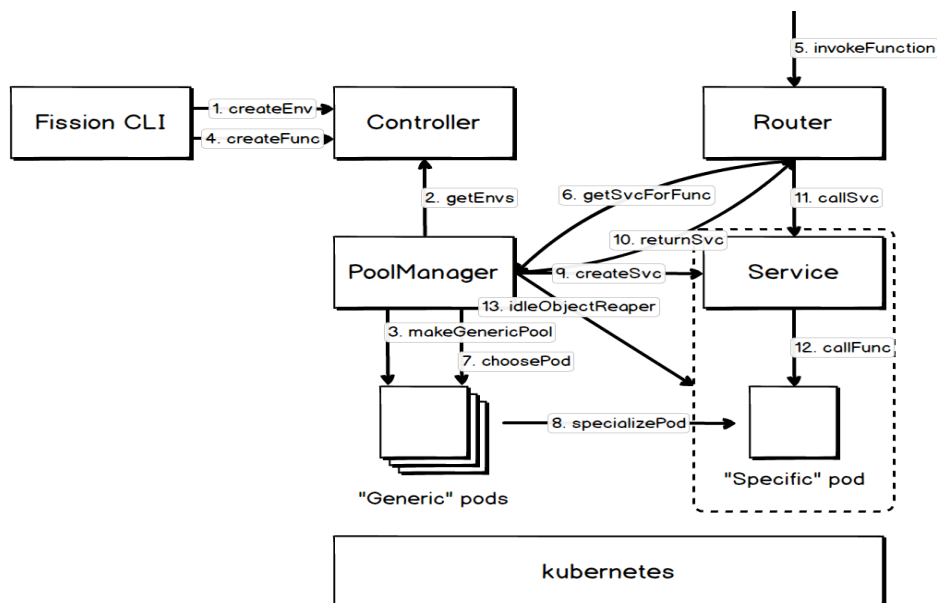 5. invokeFunction
Fission CLI
1. createEnv
4. createFunc
Controller
Router
2. getEnvs
6. getSvcForFunc
11. callSvc
10. returnSvc
PoolManager
9. createSvc
Service
13. idleObjectReaper
3. makeGenericPool
7. choosePod
12. callFunc
8. specializePod
"Generic" pods
"Specific" pod
kubernetes